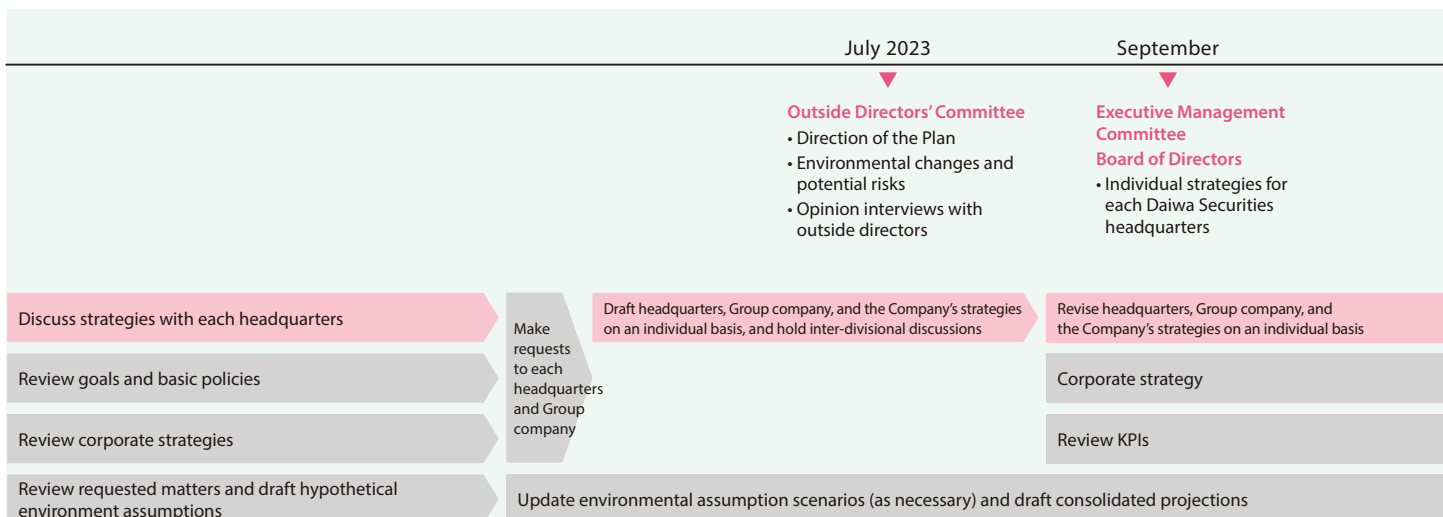 July 2023
September
Outside Directors' Committee
• Direction of the Plan
• Environmental changes and
potential risks
• Opinion interviews with
outside directors
Executive Management
Committee
Board of Directors
• Individual strategies for
each Daiwa Securities
headquarters
Discuss strategies with each headquarters
Review goals and basic policies
Review corporate strategies
Review requested matters and draft hypothetical
environment assumptions
Make
requests
to each
headquarters
and Group
company
Draft headquarters, Group company, and the Company's strategies
on an individual basis, and hold inter-divisional discussions
Revise headquarters, Group company, and
the Company's strategies on an individual basis
Corporate strategy
Review KPIs
Update environmental assumption scenarios (as necessary) and draft consolidated projections